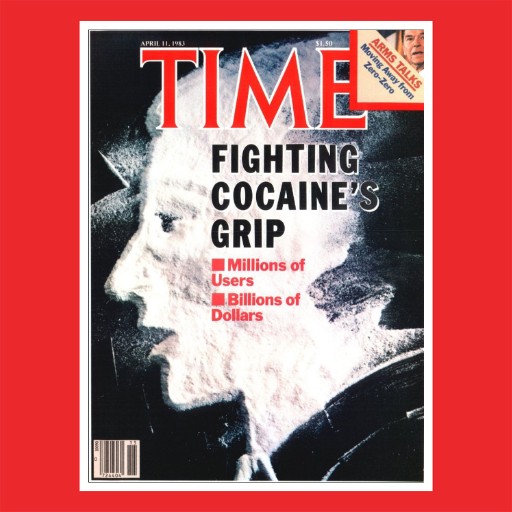 APRIL 11, 1983
$1.50
TIME
ARMS TALKS
Moving Away from
Zero-Zero
FIGHTING
COCAINE'S
GRIP
Millions of
Users
Billions of
Dollars